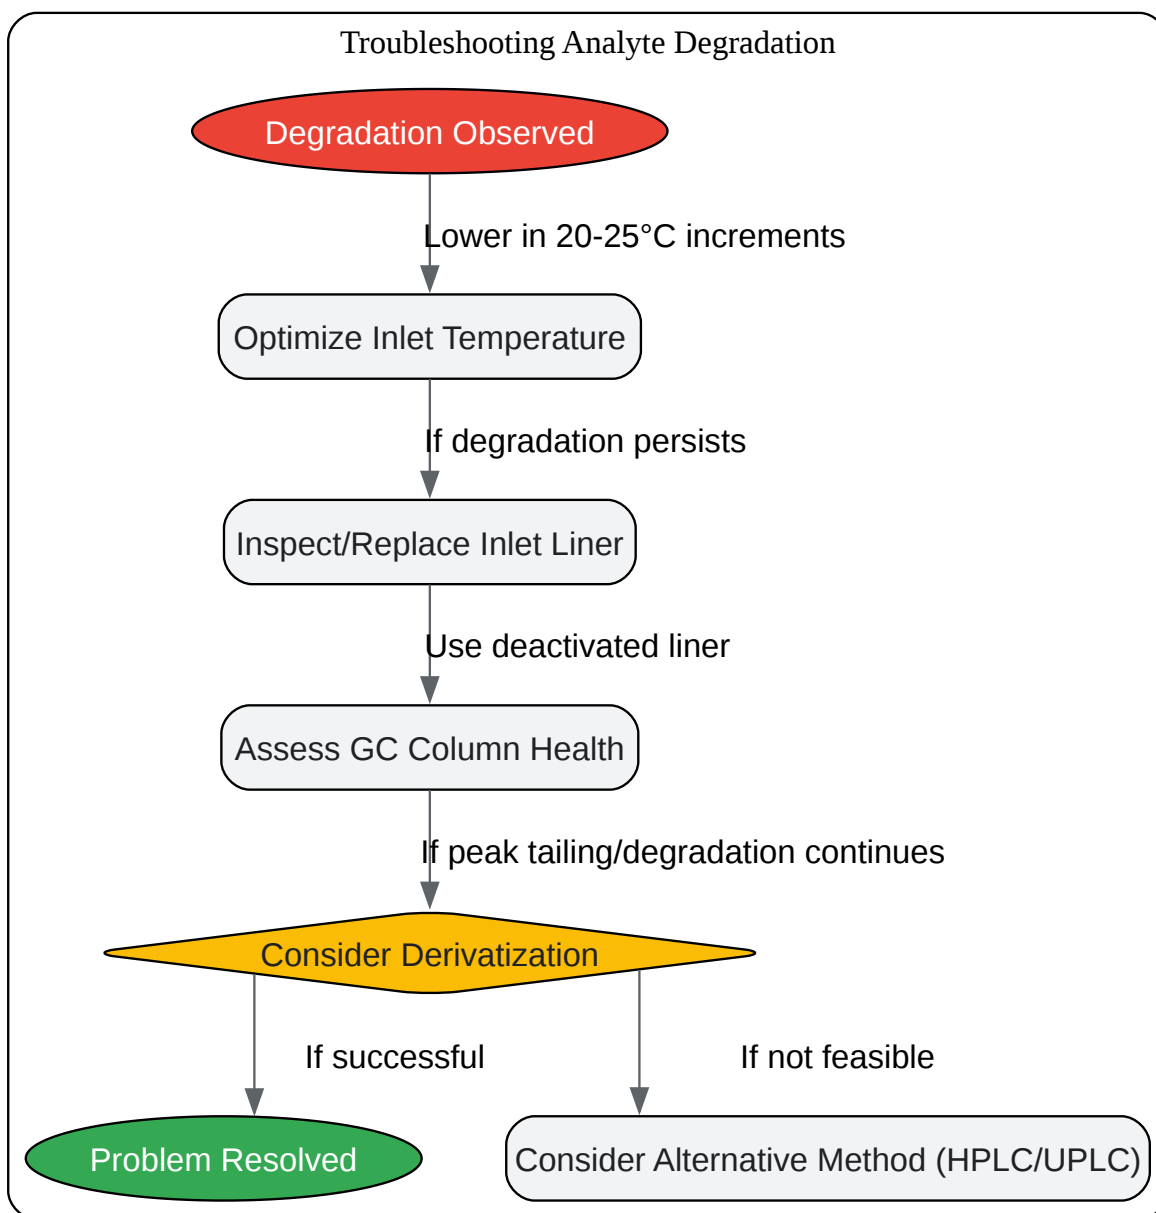 Troubleshooting Analyte Degradation
Degradation Observed
Lower in 20-25°C increments
Optimize Inlet Temperature
If degradation persists
Inspect/Replace Inlet Liner
Use deactivated liner
Assess GC Column Health
If peak tailing/degradation continues
Consider Derivatization
If successful
If not feasible
Problem Resolved
Consider Alternative Method (HPLC/UPLC)